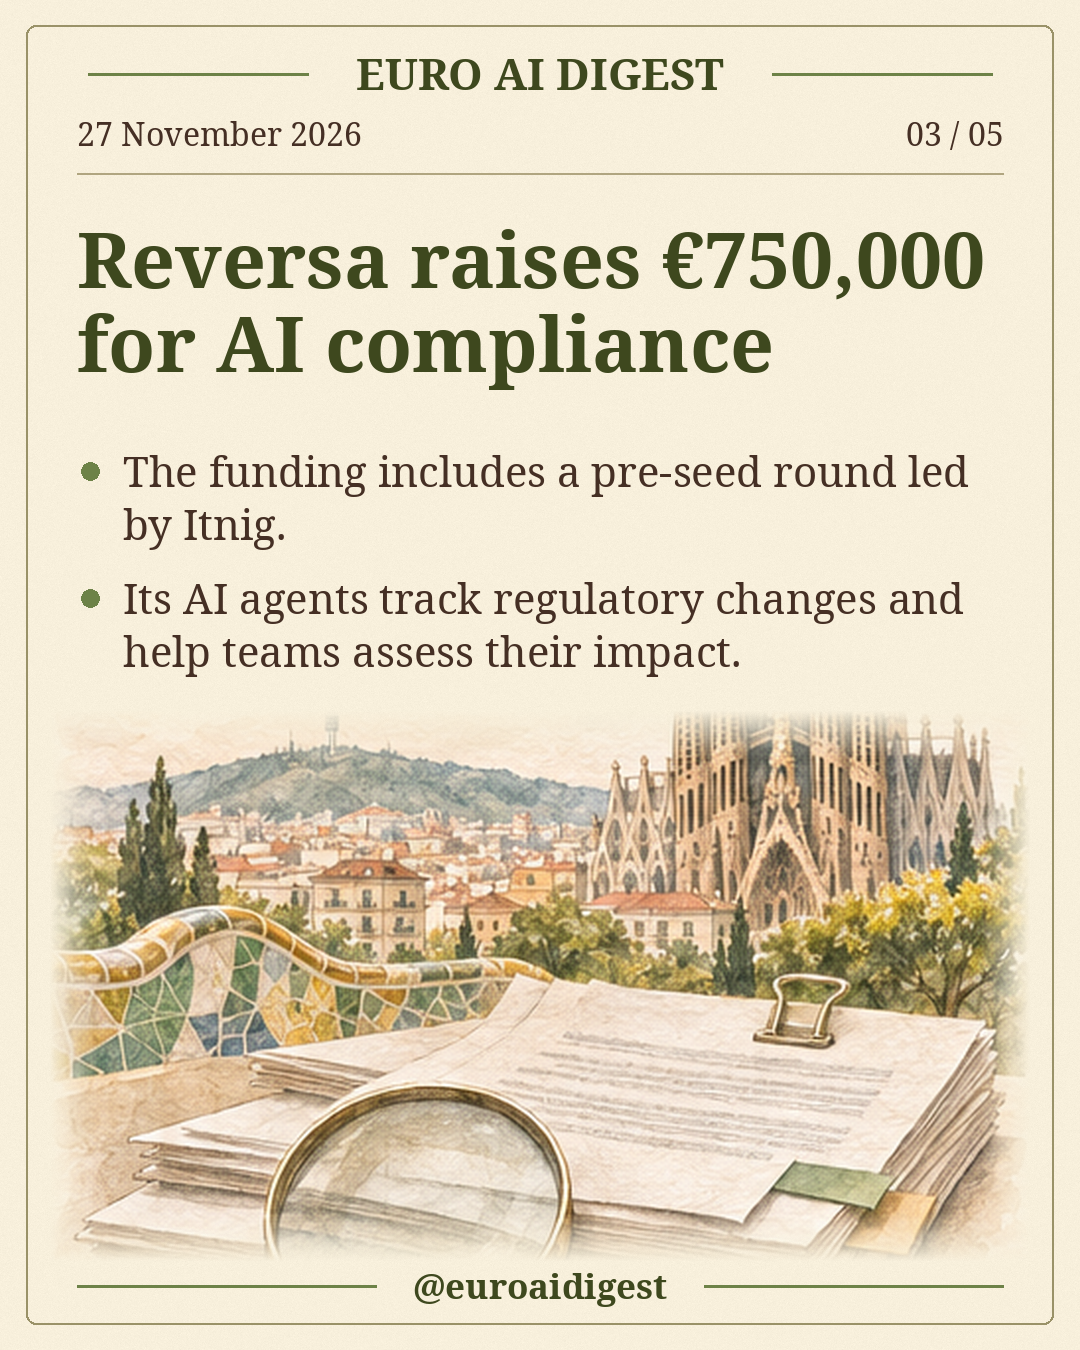 EURO AI DIGEST
27 November 2026
03 / 05
Reversa raises €750,000
for AI compliance
The funding includes a pre-seed round led
by Itnig.
Its AI agents track regulatory changes and
help teams assess their impact.
@euroaidigest